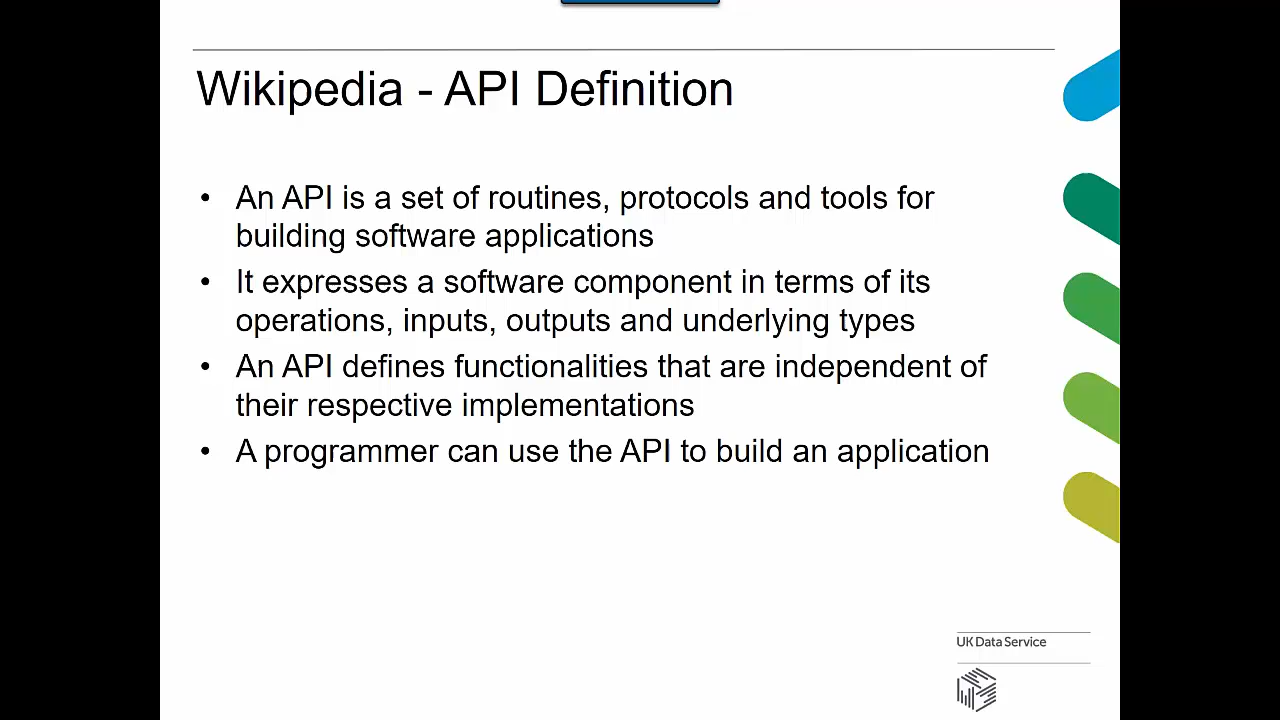 Wikipedia - API Definition
• An API is a set of routines, protocols and tools for
building software applications
• It expresses a software component in terms of its
operations, inputs, outputs and underlying types
• An API defines functionalities that are independent of
their respective implementations
• A programmer can use the API to build an application
UK Data Service